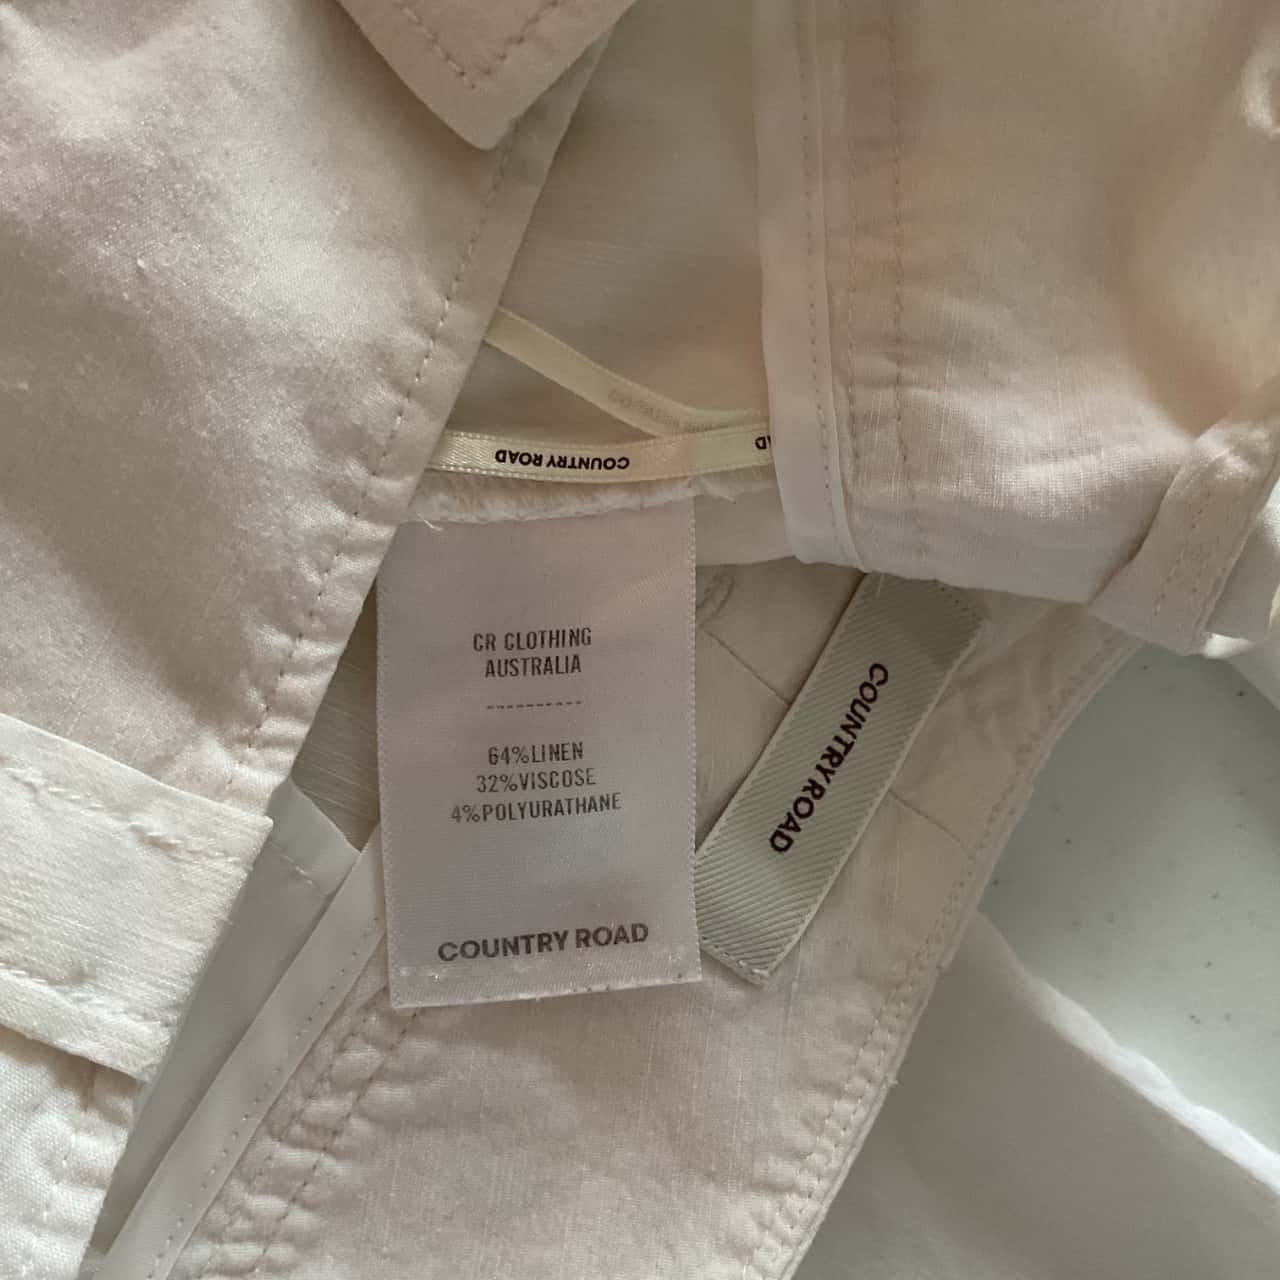 COUNTRY ROAD
CR CLOTHING
AUSTRALIA
----------
64%LINEN
32%VISCOSE
4%POLYURATHANE
COUNTRY ROAD
COUNTRY ROAD